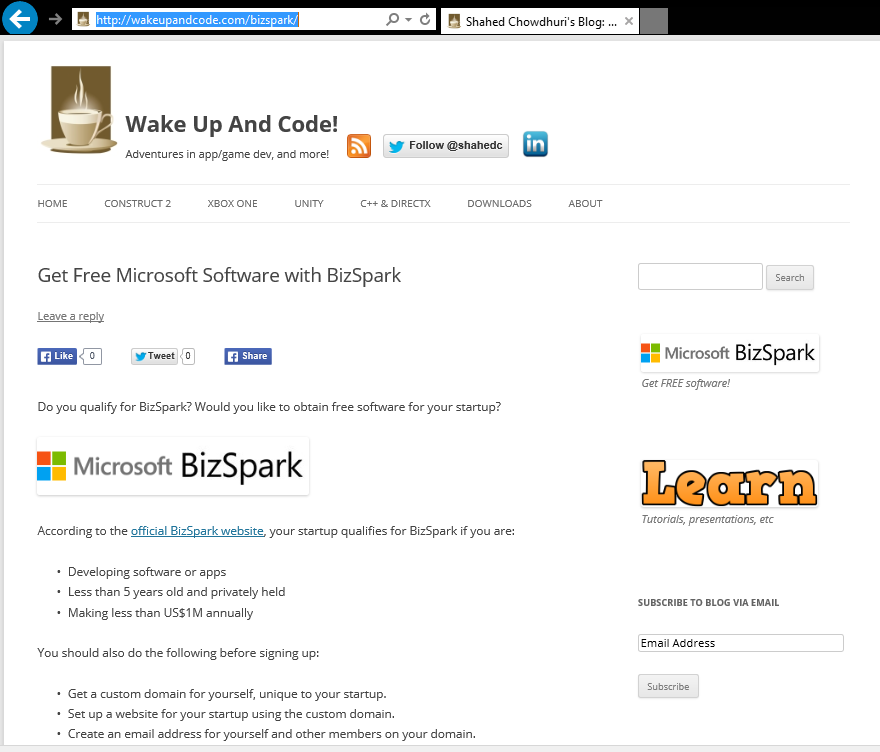 http://wakeupandcode.com/bizspark/
Shahed Chowdhuri's Blog: ...
Wake Up And Code!
Adventures in app/game dev, and more!
Follow @shahedc
in
HOME CONSTRUCT 2 XBOX ONE UNITY C++ & DIRECTX DOWNLOADS ABOUT
Get Free Microsoft Software with BizSpark
Leave a reply
Like 0 Tweet 0 Share
Do you qualify for BizSpark? Would you like to obtain free software for your startup?
Microsoft BizSpark
According to the official BizSpark website, your startup qualifies for BizSpark if you are:
• Developing software or apps
• Less than 5 years old and privately held
• Making less than US$1M annually
You should also do the following before signing up:
• Get a custom domain for yourself, unique to your startup.
• Set up a website for your startup using the custom domain.
• Create an email address for yourself and other members on your domain.
Search
Microsoft BizSpark
Get FREE software!
Learn
Tutorials, presentations, etc
SUBSCRIBE TO BLOG VIA EMAIL
Email Address
Subscribe